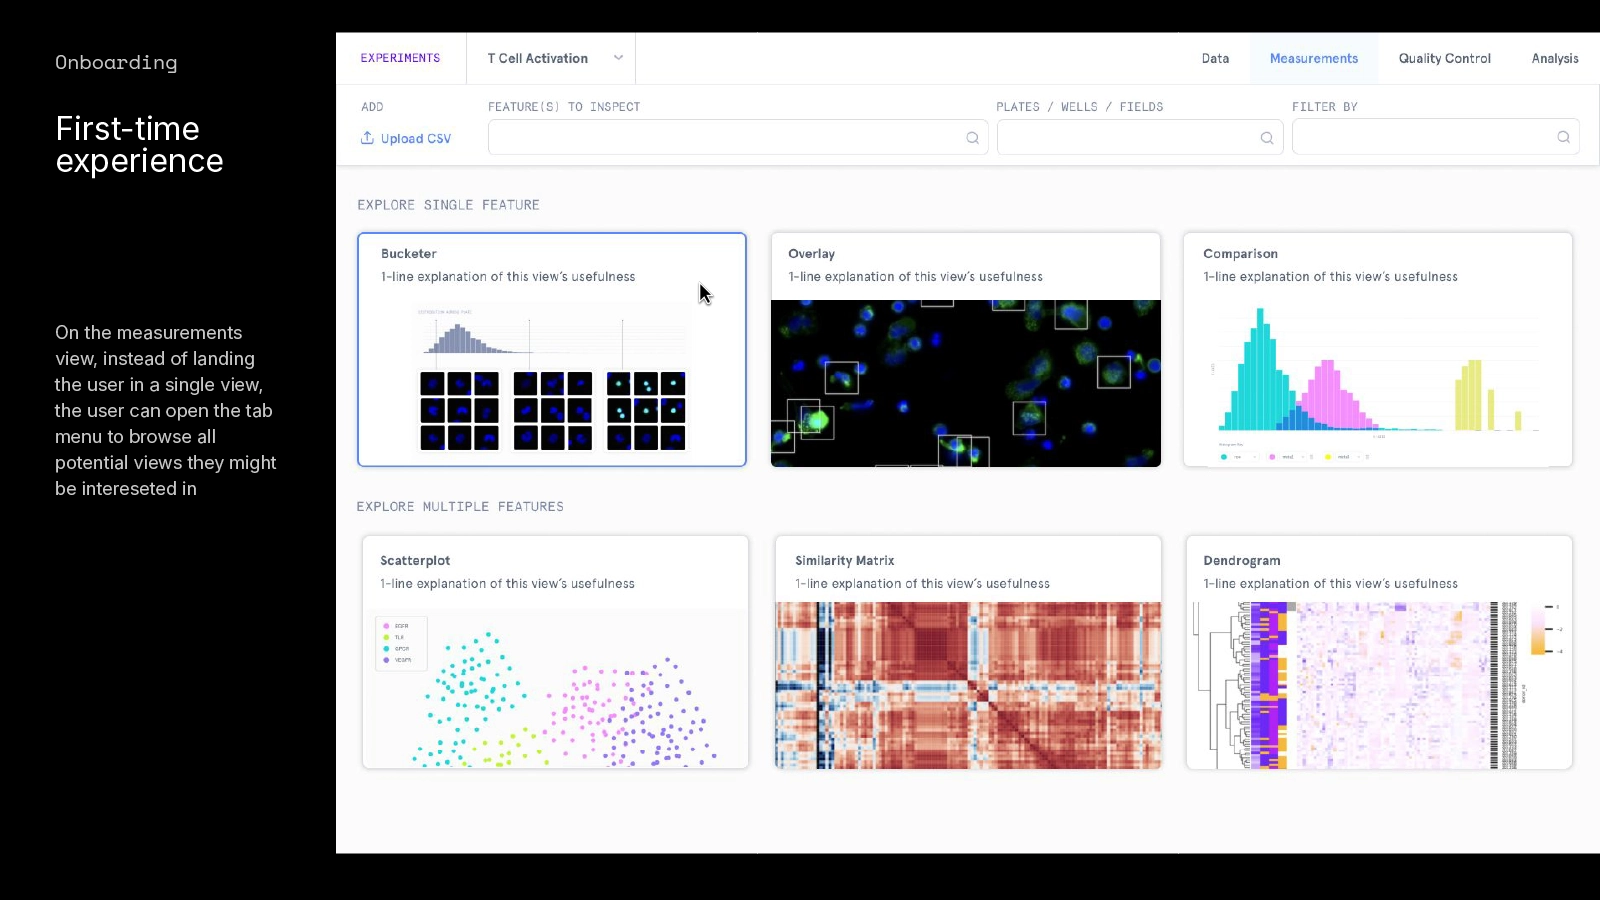 Onboarding
First-time
experience
On the measurements
view, instead of landing
the user in a single view,
the user can open the tab
menu to browse all
potential views they might
be intereseted in
EXPERIMENTS
T Cell Activation
Data
Measurements
Quality Control
Analysis
ADD
Upload CSV
FEATURE(S) TO INSPECT
PLATES / WELLS / FIELDS
FILTER BY
EXPLORE SINGLE FEATURE
Bucketer
1-line explanation of this view's usefulness
Overlay
1-line explanation of this view's usefulness
Comparison
1-line explanation of this view's usefulness
EXPLORE MULTIPLE FEATURES
Scatterplot
1-line explanation of this view's usefulness
EGFR
TLR
GPCR
VEGFR
Similarity Matrix
1-line explanation of this view's usefulness
Dendrogram
1-line explanation of this view's usefulness